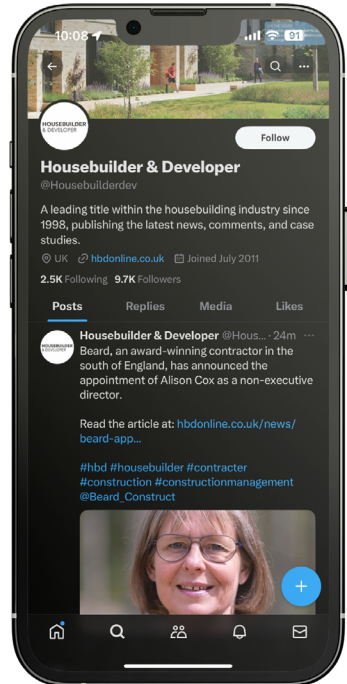 10:08
91
HOUSEBUILDER
& DEVELOPER
Follow
Housebuilder & Developer
@Housebuilderdev
A leading title within the housebuilding industry since
1998, publishing the latest news, comments, and case
studies.
UK hbdonline.co.uk Joined July 2011
2.5K Following 9.7K Followers
Posts Replies Media Likes
HOUSEBUILDER
& DEVELOPER
Housebuilder & Developer @Hous... · 24m ···
Beard, an award-winning contractor in the
south of England, has announced the
appointment of Alison Cox as a non-executive
director.
Read the article at: hbdonline.co.uk/news/
beard-app...
#hbd #housebuilder #contracter
#construction #constructionmanagement
@Beard_Construct